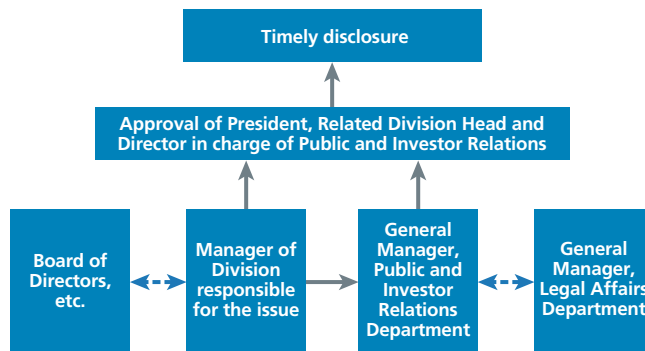 Timely disclosure
Approval of President, Related Division Head and
Director in charge of Public and Investor Relations
Board of
Directors,
etc.
Manager of
Division
responsible
for the issue
General
Manager,
Public and
Investor
Relations
Department
General
Manager,
Legal Affairs
Department